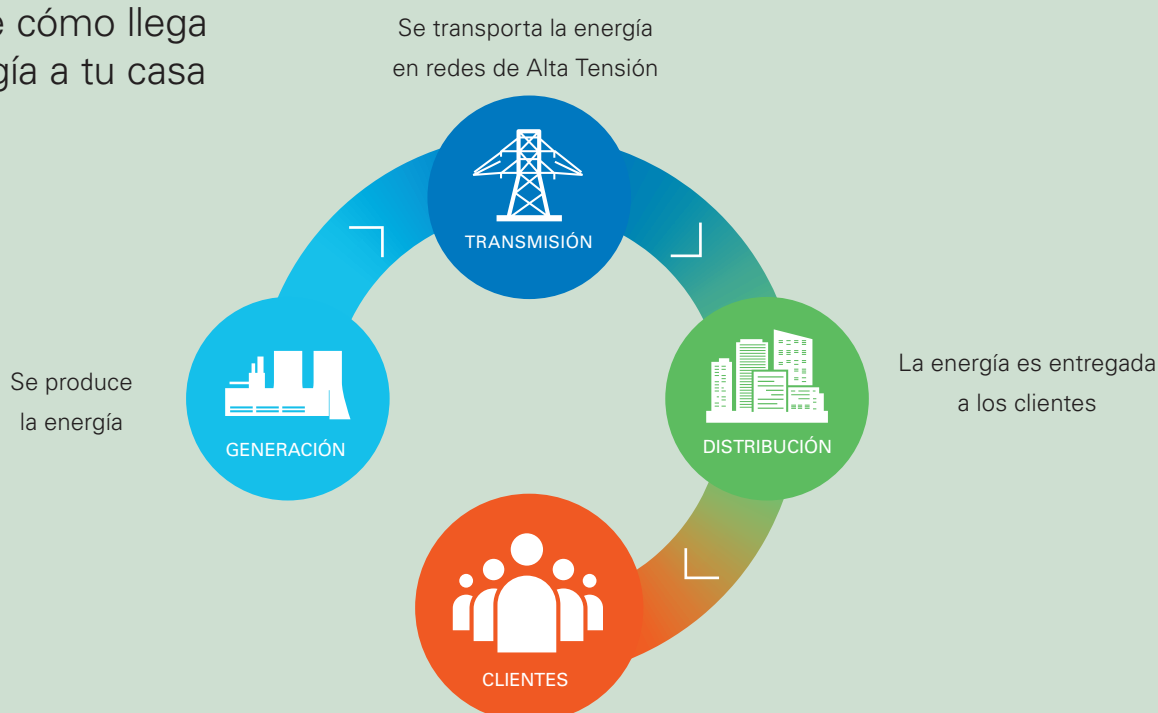 cómo llega
a tu casa
Se transporta la energía
en redes de Alta Tensión
TRANSMISIÓN
Se produce
la energía
GENERACIÓN
La energía es entregada
a los clientes
DISTRIBUCIÓN
CLIENTES